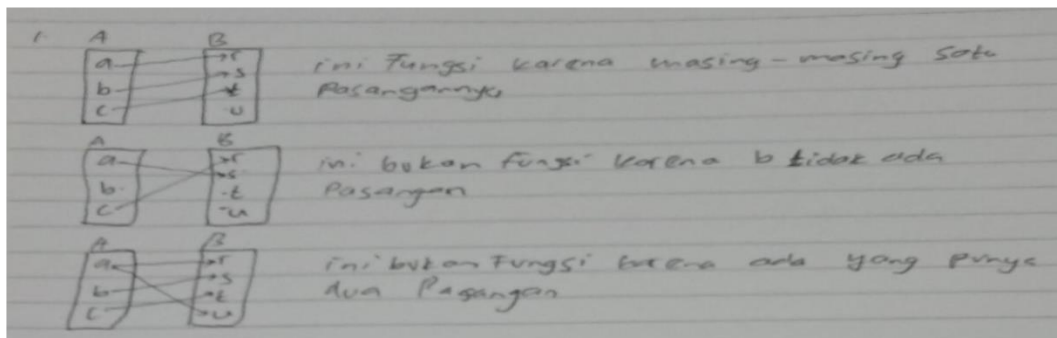 1. A B
a r
b s
c t
u
ini Fungsi karena masing-masing satu
Pasangannya
A B
a r
b s
c t
u
ini bukan Fungsi karena b tidak ada
Pasangan
A B
a r
b s
c t
u
ini bukan Fungsi karena ada yang punya
dua Pasangan